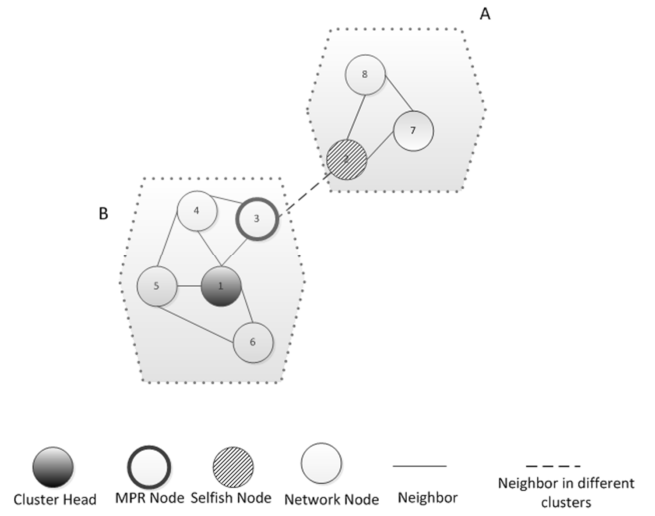 A
8
7
2
B
4
3
5
1
6
Cluster Head
MPR Node
Selfish Node
Network Node
Neighbor
Neighbor in different
clusters